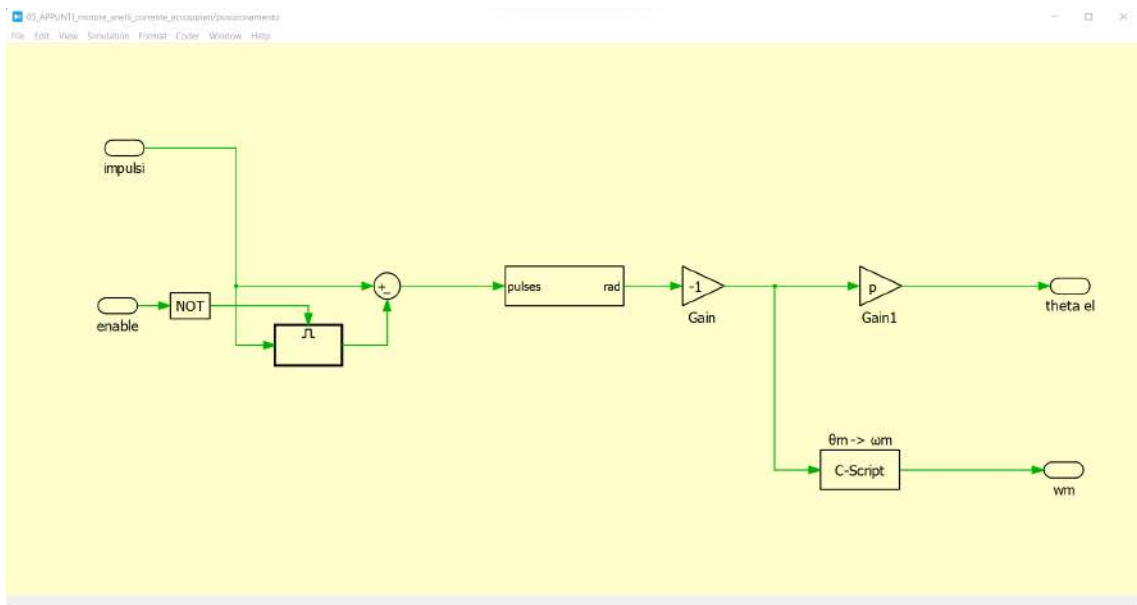 05_APPUNTI_motore_anelli_corrente_accoppiati/posizionamento
File Edit View Simulation Format Coder Window Help
impulsi
enable
NOT
+
-
pulses rad
-1
Gain
p
Gain1
theta el
θm-> ωm
C-Script
wm